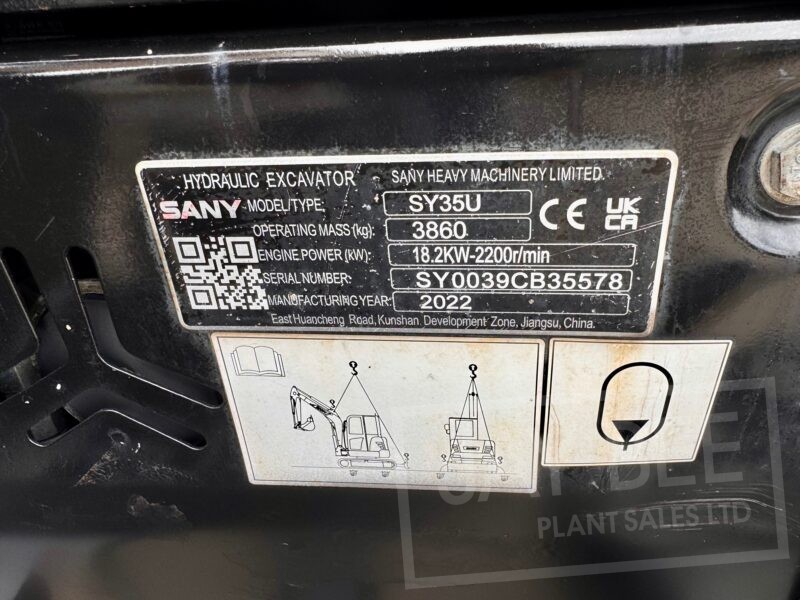 HYDRAULIC EXCAVATOR SANY HEAVY MACHINERY LIMITED.
SANY MODEL/TYPE: SY35U CE UK CA
OPERATING MASS(kg): 3860
ENGINE POWER (kW): 18.2KW-2200r/min
SERIAL NUMBER: SY0039CB35578
MANUFACTURING YEAR: 2022
East Huancheng Road, Kunshan Development Zone, Jiangsu, China.
JAY DEE
PLANT SALES LTD